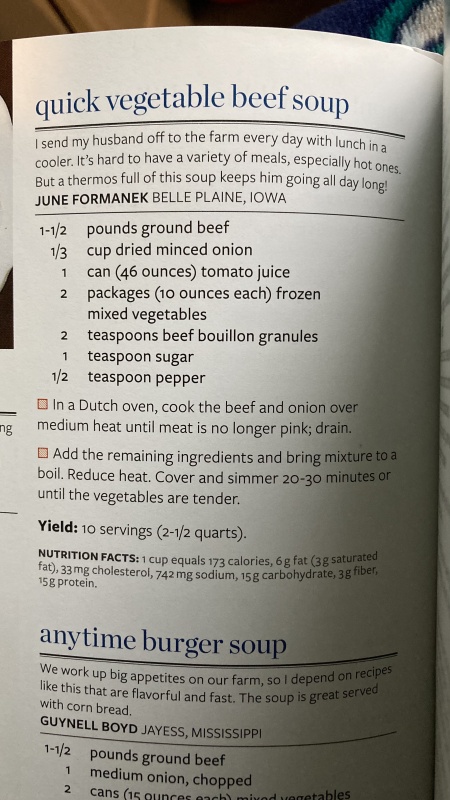 quick vegetable beef soup
I send my husband off to the farm every day with lunch in a
cooler. It's hard to have a variety of meals, especially hot ones.
But a thermos full of this soup keeps him going all day long!
JUNE FORMANEK BELLE PLAINE, IOWA
1-1/2 pounds ground beef
1/3 cup dried minced onion
1 can (46 ounces) tomato juice
2 packages (10 ounces each) frozen
mixed vegetables
2 teaspoons beef bouillon granules
1 teaspoon sugar
1/2 teaspoon pepper
In a Dutch oven, cook the beef and onion over
medium heat until meat is no longer pink; drain.
ng
Add the remaining ingredients and bring mixture to a
boil. Reduce heat. Cover and simmer 20-30 minutes or
until the vegetables are tender.
Yield: 10 servings (2-1/2 quarts).
NUTRITION FACTS: 1 cup equals 173 calories, 6 g fat (3 g saturated
fat), 33 mg cholesterol, 742 mg sodium, 15 g carbohydrate, 3 g fiber,
15 g protein.
anytime burger soup
We work up big appetites on our farm, so I depend on recipes
like this that are flavorful and fast. The soup is great served
with corn bread.
GUYNELL BOYD JAYESS, MISSISSIPPI
1-1/2 pounds ground beef
1 medium onion, chopped
2 cans (15 ounces each) mixed vegetables